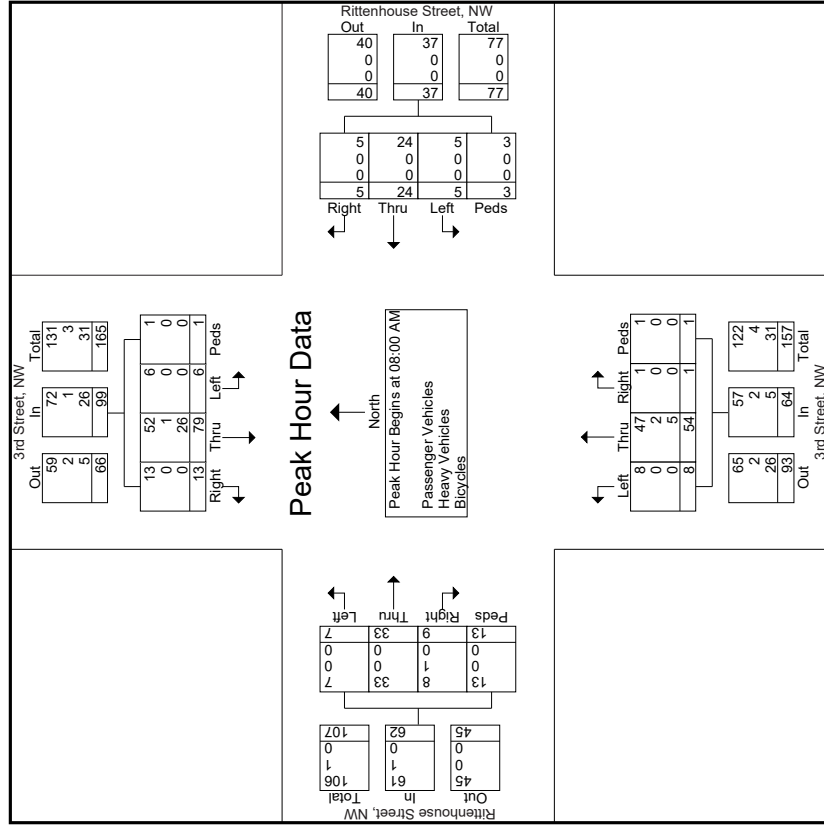 Rittenhouse Street, NW
Out In Total
40 37 77
0 0 0
0 0 0
40 37 77
5 24 5 3
0 0 0 0
0 0 0 0
5 24 5 3
Right Thru Left Peds
3rd Street, NW
Out In Total
59 72 131
2 1 3
5 26 31
66 99 165
13 52 6 1
0 1 0 0
0 26 0 0
13 79 6 1
Right Thru Left Peds
Peak Hour Data
North
Peak Hour Begins at 08:00 AM
Passenger Vehicles
Heavy Vehicles
Bicycles
Left Thru Right Peds
8 47 1 1
0 2 0 0
0 5 0 0
8 54 1 1
65 57 122
2 2 4
26 5 31
93 64 157
Out In Total
3rd Street, NW
Left Thru Right Peds
7 33 9 13
0 0 0 0
0 0 1 0
7 33 8 13
107 62 45
0 0 0
1 1 0
106 61 45
Total In Out
Rittenhouse Street, NW